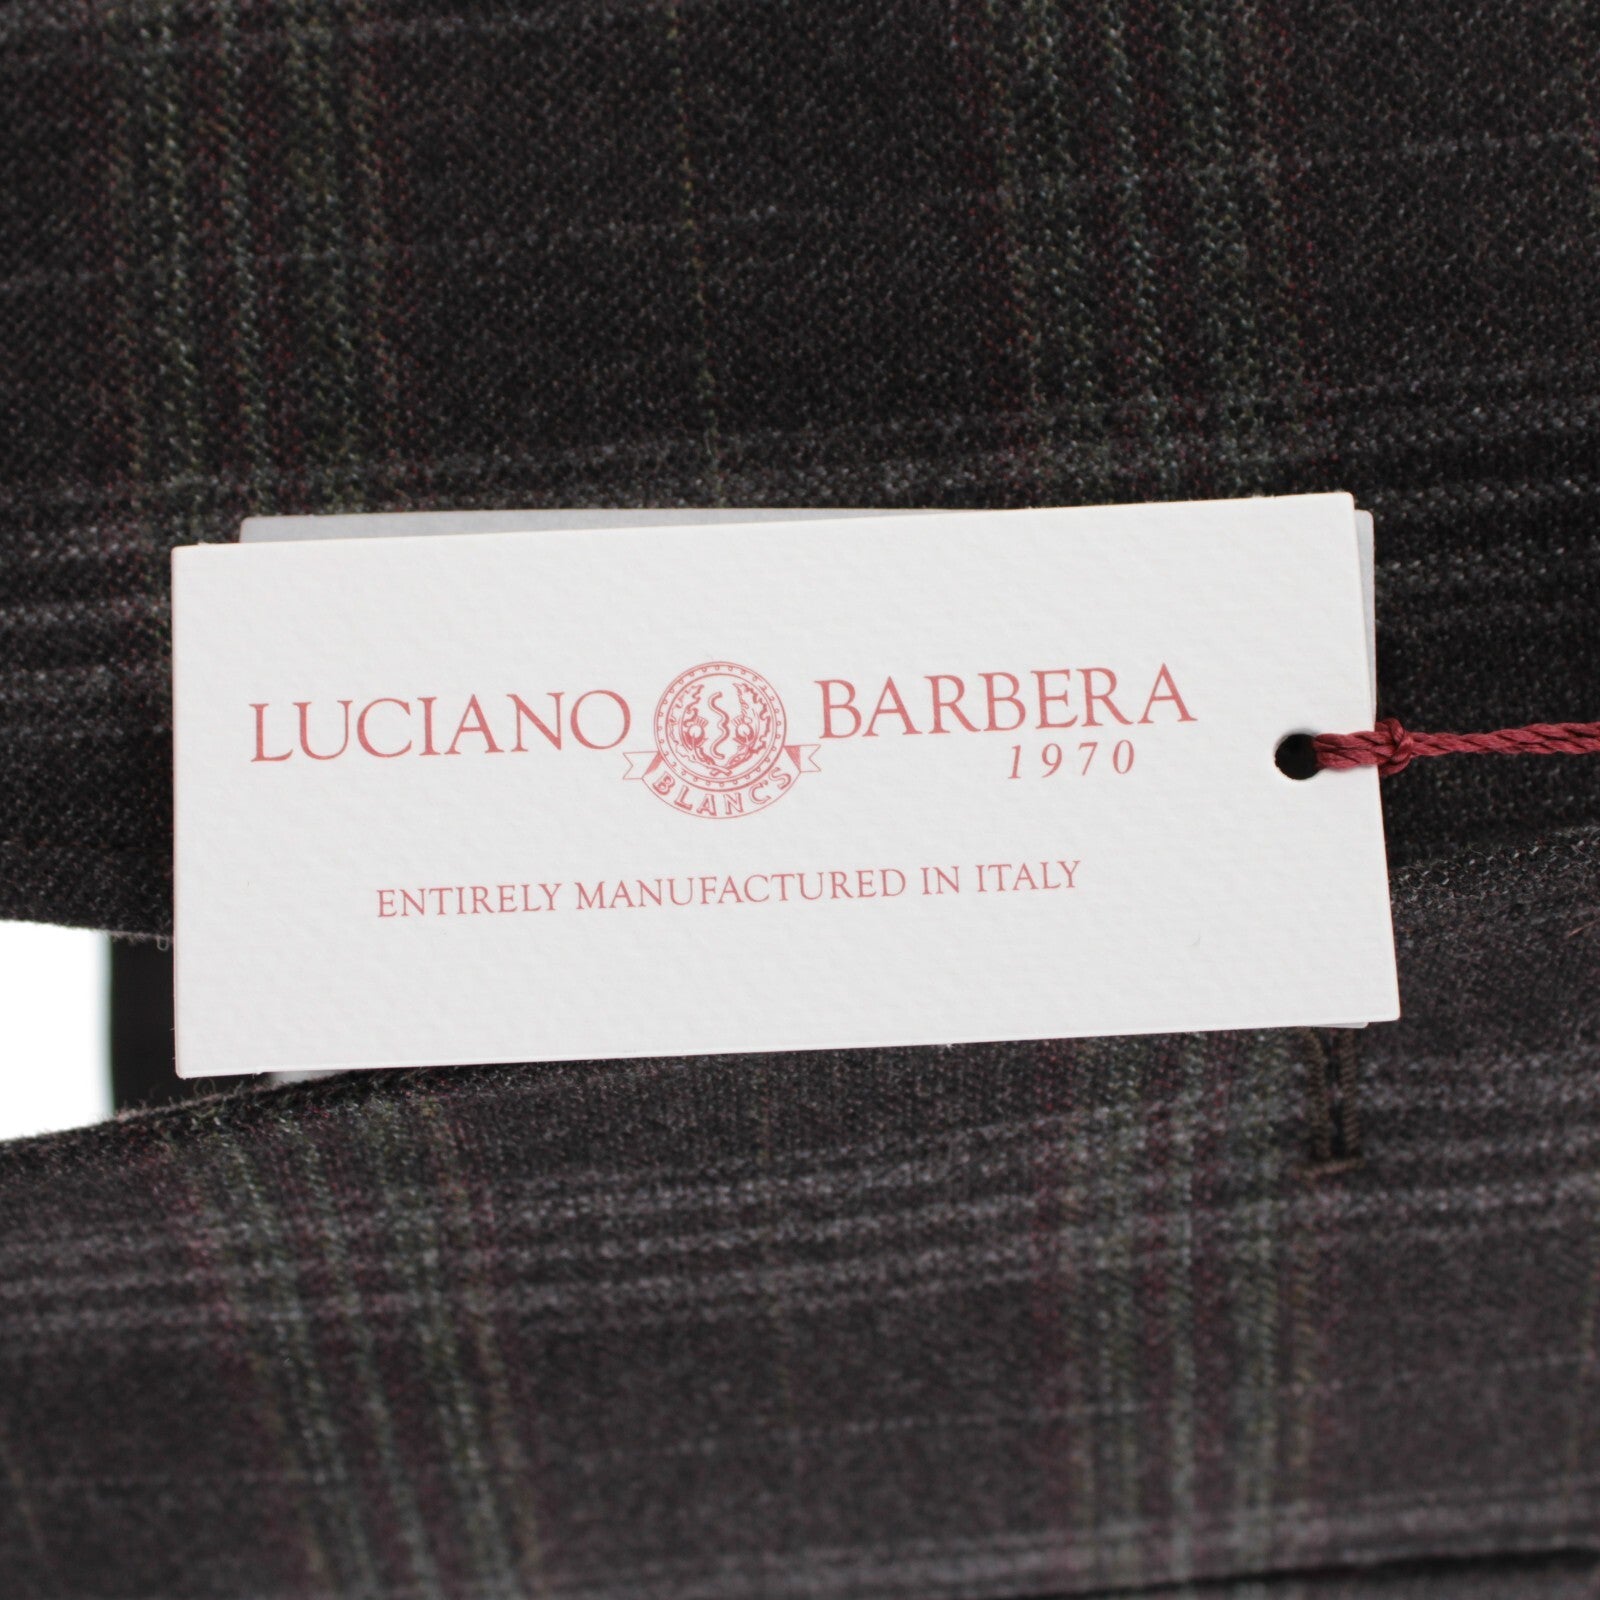 LUCIANO BARBERA
1970
BLANC'S
ENTIRELY MANUFACTURED IN ITALY